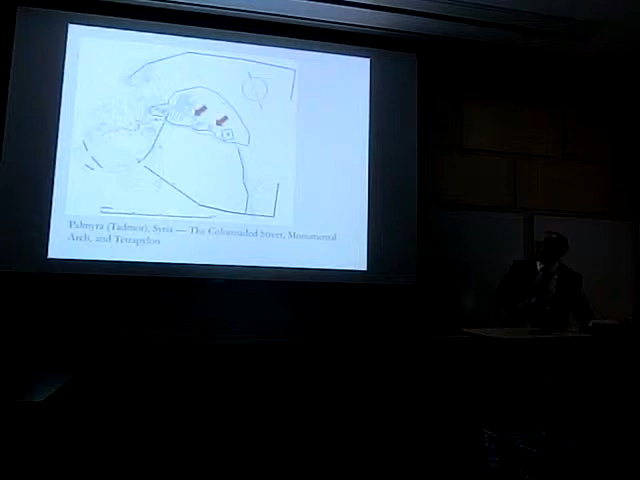 Palmyra (Tadmor), Syria — The Colonnaded Street, Monumental
Arch, and Tetrapylon